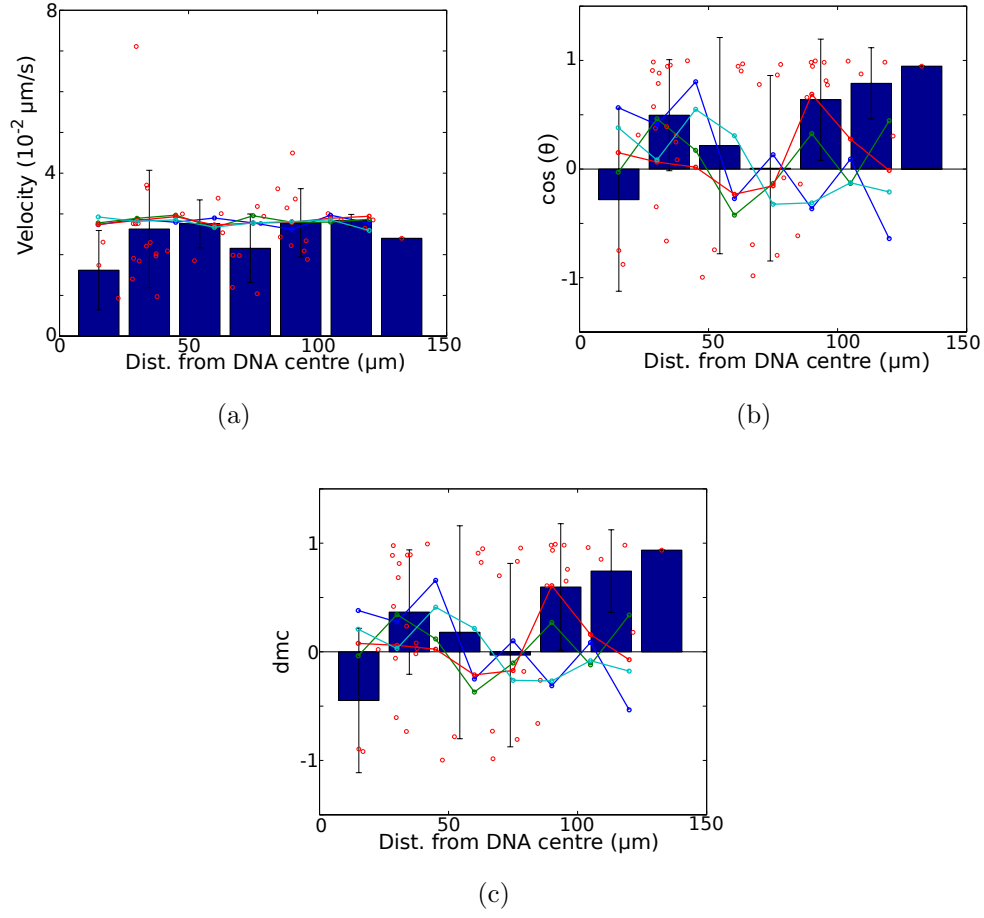 8
4
0
Velocity (10⁻² µm/s)
0 50 100 150
Dist. from DNA centre (µm)
(a)
1
0
-1
cos (θ)
0 50 100 150
Dist. from DNA centre (µm)
(b)
1
0
-1
dmc
0 50 100 150
Dist. from DNA centre (µm)
(c)